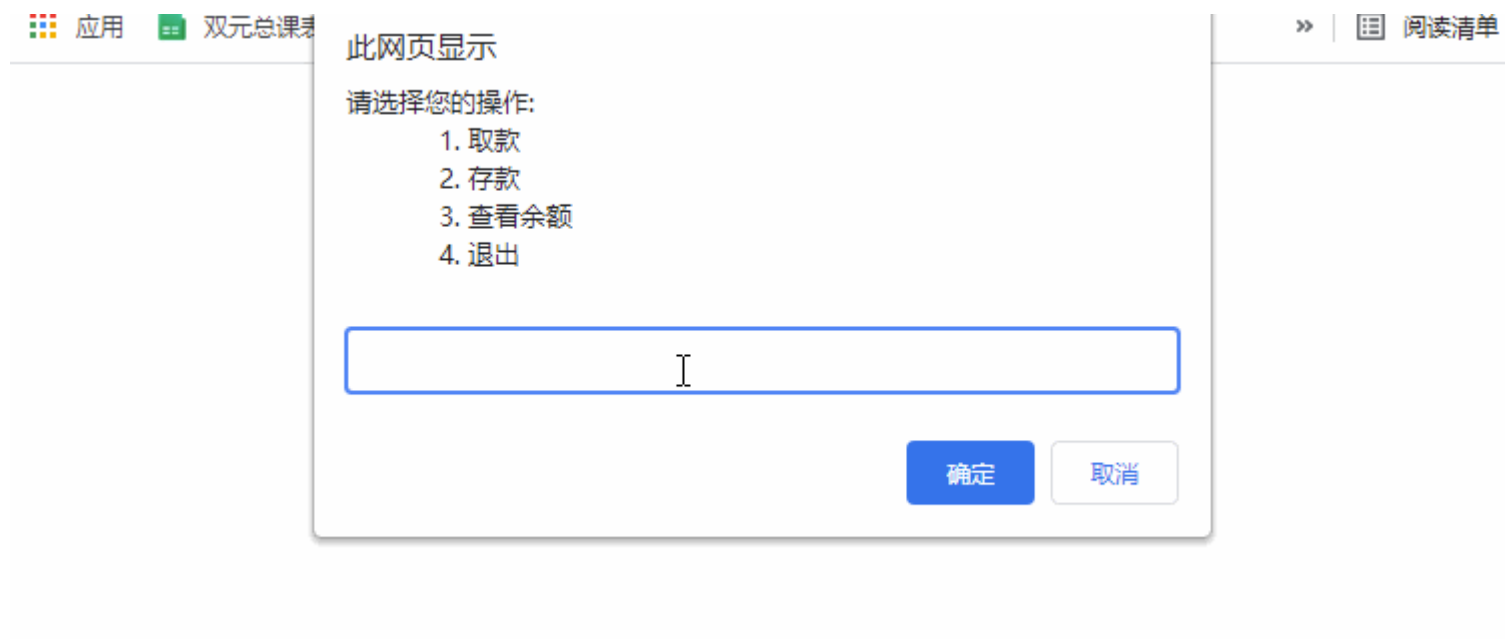 应用 双元总课表 » 阅读清单
此网页显示
请选择您的操作:
1. 取款
2. 存款
3. 查看余额
4. 退出
确定 取消